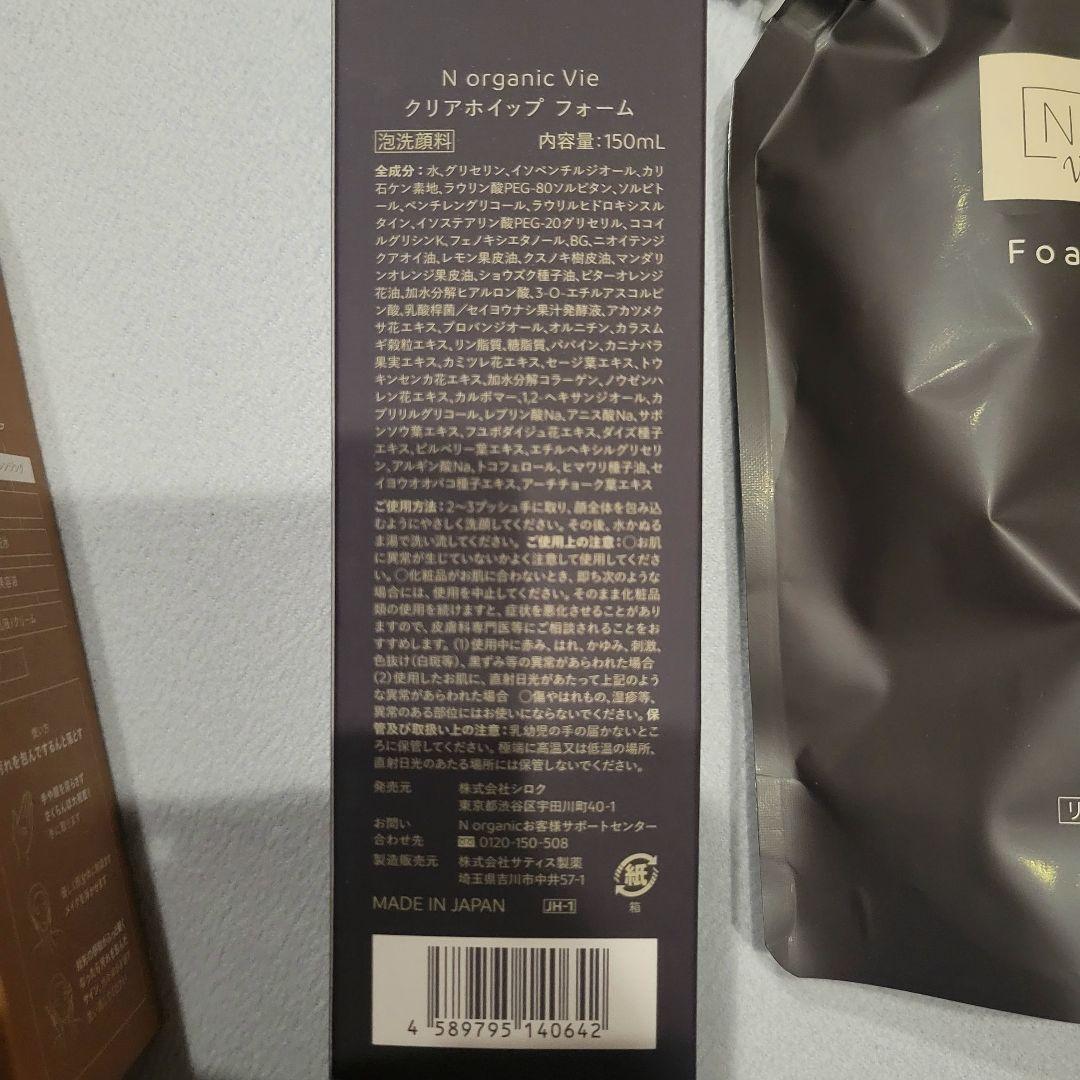 N organic Vie
クリアホイップ フォーム
泡洗顔料 内容量:150mL
全成分:水、グリセリン、イソペンチルジオール、カリ
石ケン素地、ラウリン酸PEG-80ソルビタン、ソルビト
ール、ペンチレングリコール、ラウリルヒドロキシスル
タイン、イソステアリン酸PEG-20グリセリル、ココイ
ルグリシンK、フェノキシエタノール、BG、ニオイテンジ
クアオイ油、レモン果皮油、クスノキ樹皮油、マンダリ
ンオレンジ果皮油、ショウズク種子油、ビターオレンジ
花油、加水分解ヒアルロン酸、3-O-エチルアスコルビ
ン酸、乳酸桿菌/セイヨウナシ果汁発酵液、アカツメク
サ花エキス、プロパンジオール、オルニチン、カラスム
ギ穀粒エキス、リン脂質、糖脂質、パパイン、カニナバラ
果実エキス、カミツレ花エキス、セージ葉エキス、トウ
キンセンカ花エキス、加水分解コラーゲン、ノウゼンハ
レン花エキス、カルボマー、1,2-ヘキサンジオール、カ
プリリルグリコール、レブリン酸Na、アニス酸Na、サボ
ンソウ葉エキス、フユボダイジュ花エキス、ダイズ種子
エキス、ビルベリー葉エキス、エチルヘキシルグリセリ
ン、アルギン酸Na、トコフェロール、ヒマワリ種子油、セ
イヨウオオバコ種子エキス、アーチチョーク葉エキス
ご使用方法:2〜3プッシュ手に取り、顔全体を包み込
むようにやさしく洗顔してください。その後、水かぬる
ま湯で洗い流してください。ご使用上の注意:○お肌
に異常が生じていないかよく注意して使用してくださ
い。○化粧品がお肌に合わないとき、即ち次のような
場合には、使用を中止してください。そのまま化粧品
類の使用を続けますと、症状を悪化させることがあり
ますので、皮膚科専門医等にご相談されることをお
すすめします。(1)使用中に赤み、はれ、かゆみ、刺激、
色抜け(白斑等)、黒ずみ等の異常があらわれた場合
(2)使用したお肌に、直射日光があたって上記のよう
な異常があらわれた場合 ○傷やはれもの、湿疹等、
異常のある部位にはお使いにならないでください。保
管及び取扱い上の注意:乳幼児の手の届かないとこ
ろに保管してください。極端に高温又は低温の場所、
直射日光のあたる場所には保管しないでください。
発売元 株式会社シロク
東京都渋谷区宇田川町40-1
お問い N organicお客様サポートセンター
合わせ先 0120-150-508
製造販売元 株式会社サティス製薬
埼玉県吉川市中井57-1
紙
MADE IN JAPAN JH-1 箱
4 589795 140642
N
Foa
リ
使い方
汚れを包んでするんと落とす
手や顔を濡らさず